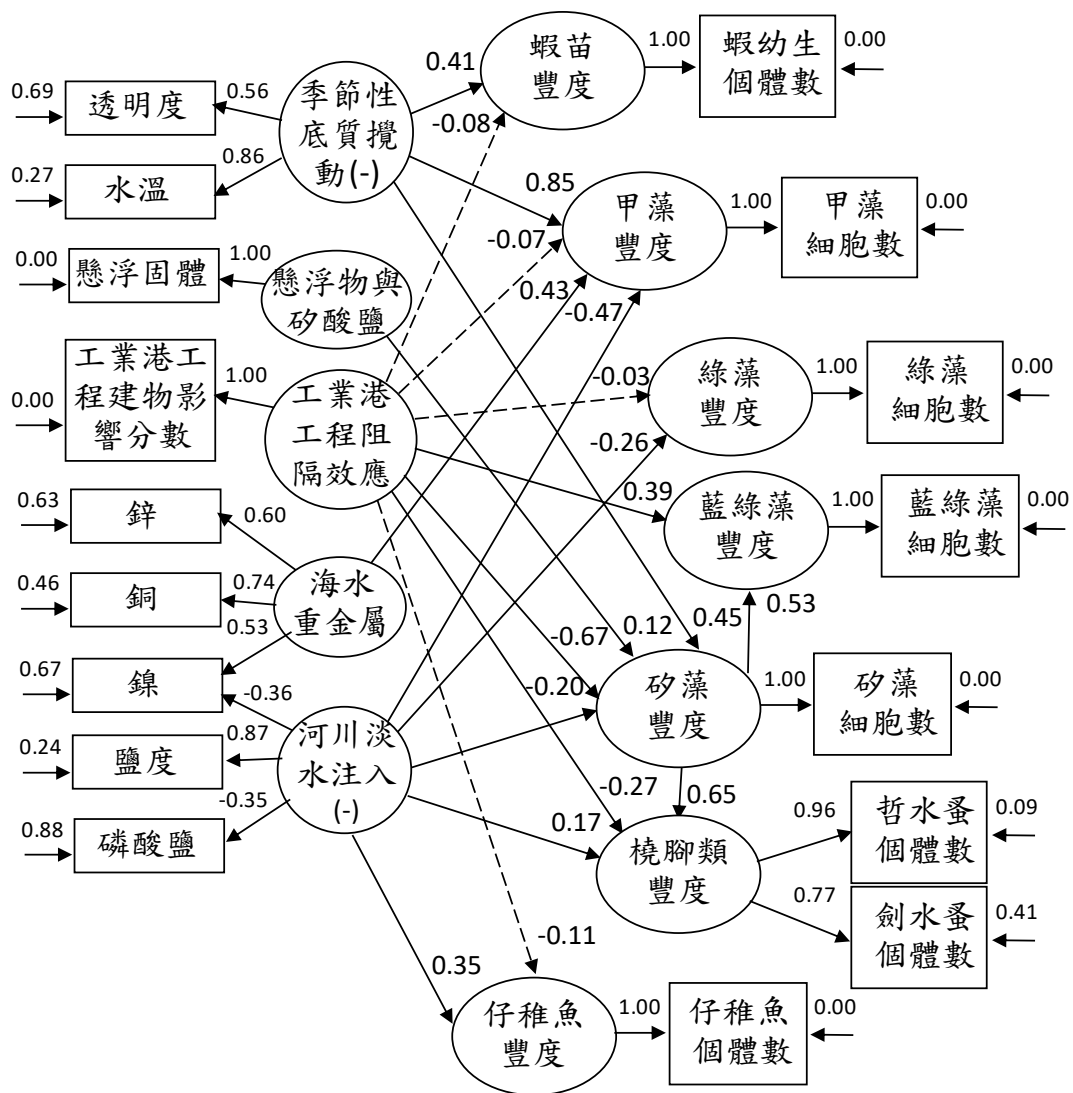 蝦苗
豐度
1.00
蝦幼生
個體數
0.00
0.41
-0.08
0.69
透明度
0.56
季節性
底質攪
動(-)
0.27
水溫
0.86
0.85
甲藻
豐度
1.00
甲藻
細胞數
0.00
-0.07
0.43
-0.47
0.00
懸浮固體
1.00
懸浮物與
矽酸鹽
0.00
工業港工
程建物影
響分數
1.00
工業港
工程阻
隔效應
-0.03
綠藻
豐度
1.00
綠藻
細胞數
0.00
-0.26
0.39
藍綠藻
豐度
1.00
藍綠藻
細胞數
0.00
0.63
鋅
0.60
0.46
銅
0.74
海水
重金屬
0.53
0.67
鎳
-0.36
0.53
0.45
0.12
-0.67
-0.20
矽藻
豐度
1.00
矽藻
細胞數
0.00
0.24
鹽度
0.87
河川淡
水注入
(-)
0.88
磷酸鹽
-0.35
-0.27
0.65
0.17
橈腳類
豐度
0.96
哲水蚤
個體數
0.09
0.77
劍水蚤
個體數
0.41
-0.11
0.35
仔稚魚
豐度
1.00
仔稚魚
個體數
0.00